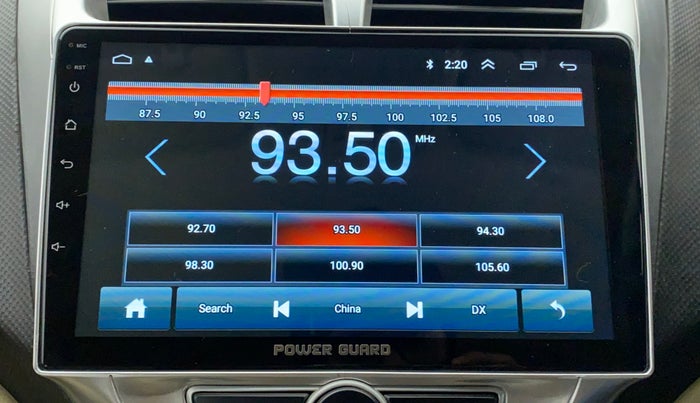 MIC
2:20
RST
87.5 90 92.5 95 97.5 100 102.5 105 108.0
93.50 MHz
92.70 93.50 94.30
98.30 100.90 105.60
Search China DX
POWER GUARD